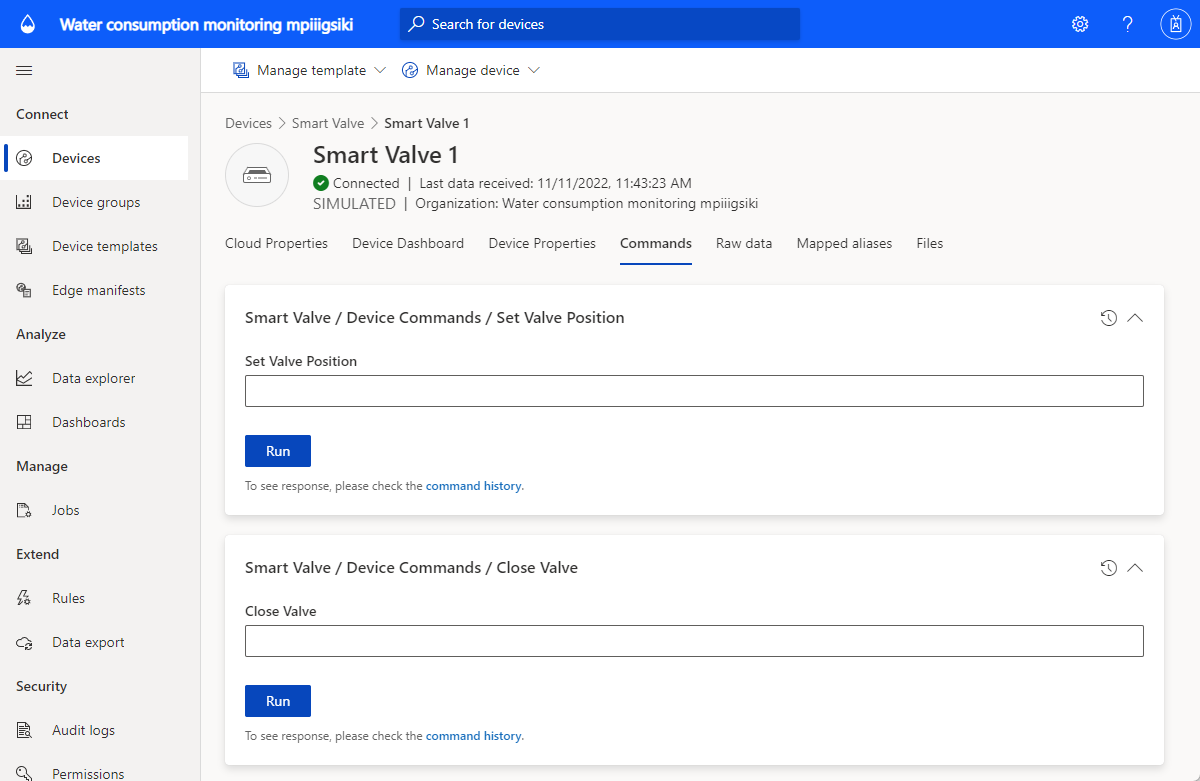 Water consumption monitoring mpiiigsiki
Search for devices
?
Manage template
Manage device
Connect
Devices
Device groups
Device templates
Edge manifests
Analyze
Data explorer
Dashboards
Manage
Jobs
Extend
Rules
Data export
Security
Audit logs
Permissions
Devices > Smart Valve > Smart Valve 1
Smart Valve 1
Connected | Last data received: 11/11/2022, 11:43:23 AM
SIMULATED | Organization: Water consumption monitoring mpiiigsiki
Cloud Properties Device Dashboard Device Properties Commands Raw data Mapped aliases Files
Smart Valve / Device Commands / Set Valve Position
Set Valve Position
Run
To see response, please check the command history.
Smart Valve / Device Commands / Close Valve
Close Valve
Run
To see response, please check the command history.